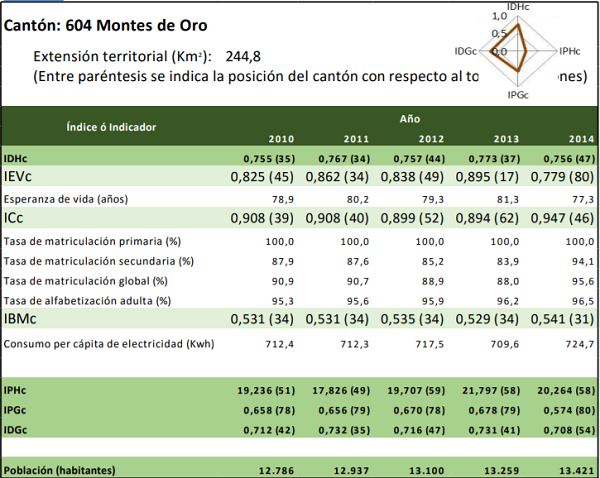 IDHc
Cantón: 604 Montes de Oro
1,0
0,5
Extensión territorial (Km²): 244,8
IDGc 0,0 IPHc
(Entre paréntesis se indica la posición del cantón con respecto al to ones)
IPGc
Índice ó Indicador Año
2010 2011 2012 2013 2014
IDHc 0,755 (35) 0,767 (34) 0,757 (44) 0,773 (37) 0,756 (47)
IEVc 0,825 (45) 0,862 (34) 0,838 (49) 0,895 (17) 0,779 (80)
Esperanza de vida (años) 78,9 80,2 79,3 81,3 77,3
ICc 0,908 (39) 0,908 (40) 0,899 (52) 0,894 (62) 0,947 (46)
Tasa de matriculación primaria (%) 100,0 100,0 100,0 100,0 100,0
Tasa de matriculación secundaria (%) 87,9 87,6 85,2 83,9 94,1
Tasa de matriculación global (%) 90,9 90,7 88,9 88,0 95,6
Tasa de alfabetización adulta (%) 95,3 95,6 95,9 96,2 96,5
IBMc 0,531 (34) 0,531 (34) 0,535 (34) 0,529 (34) 0,541 (31)
Consumo per cápita de electricidad (Kwh) 712,4 712,3 717,5 709,6 724,7
IPHc 19,236 (51) 17,826 (49) 19,707 (59) 21,797 (58) 20,264 (58)
IPGc 0,658 (78) 0,656 (79) 0,670 (78) 0,678 (79) 0,574 (80)
IDGc 0,712 (42) 0,732 (35) 0,716 (47) 0,731 (41) 0,708 (54)
Población (habitantes) 12.786 12.937 13.100 13.259 13.421